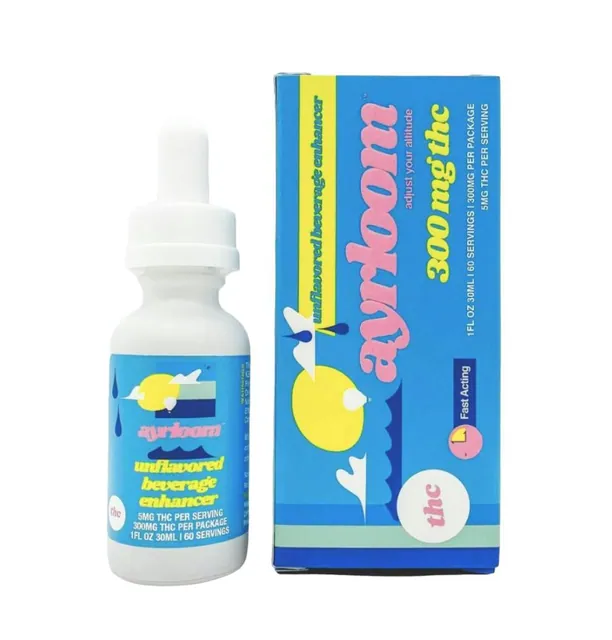 ayrloom
unflavored
beverage
enhancer
thc
5MG THC PER SERVING
300MG THC PER PACKAGE
1FL OZ 30ML | 60 SERVINGS
unflavored beverage enhancer
ayrloom™
adjust your altitude
300 mg thc
1FL OZ 30ML | 60 SERVINGS | 300MG PER PACKAGE
5MG THC PER SERVING
Fast Acting
thc